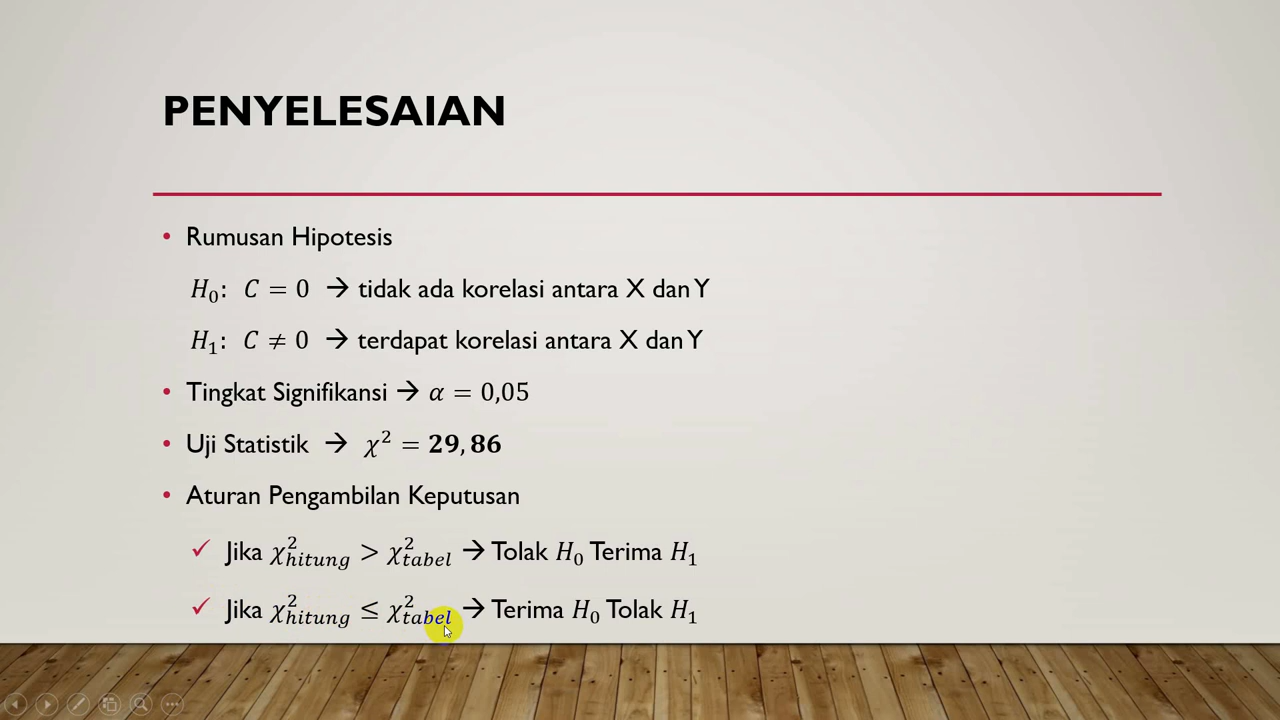 PENYELESAIAN
• Rumusan Hipotesis
H₀: C = 0 → tidak ada korelasi antara X dan Y
H₁: C ≠ 0 → terdapat korelasi antara X dan Y
• Tingkat Signifikansi → α = 0,05
• Uji Statistik → χ² = 29,86
• Aturan Pengambilan Keputusan
✓ Jika χ²hitung > χ²tabel → Tolak H₀ Terima H₁
✓ Jika χ²hitung ≤ χ²tabel → Terima H₀ Tolak H₁